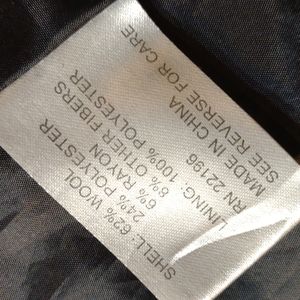 SHELL: 62% WOOL
24% POLYESTER
6% RAYON
8% OTHER FIBERS
LINING: 100% POLYESTER
RN 22196
MADE IN CHINA
SEE REVERSE FOR CARE